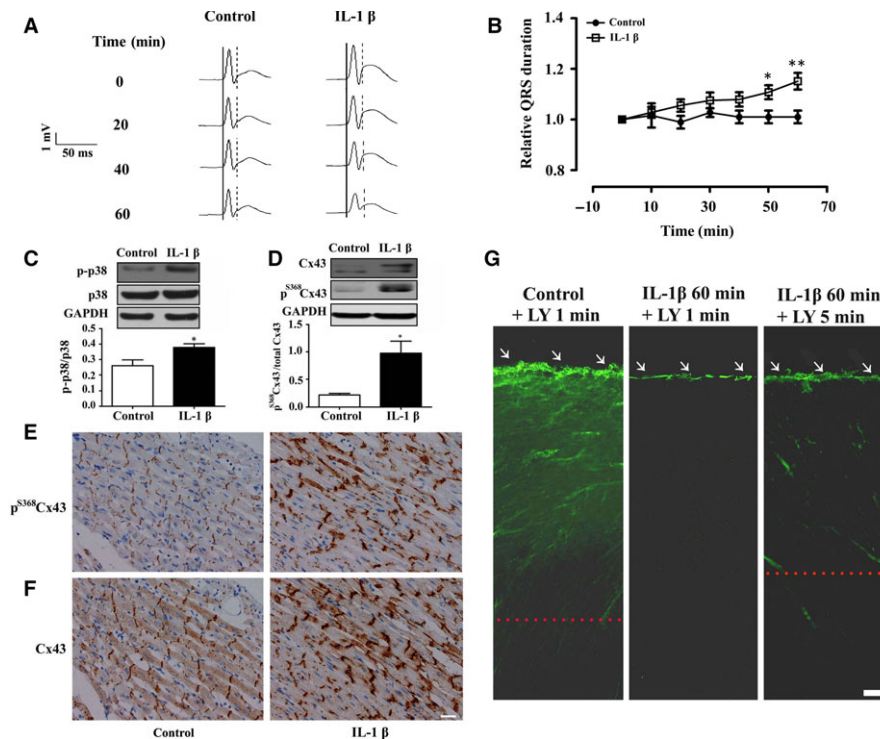 A
Control
IL-1 β
Time (min)
0
20
40
60
1 mV
50 ms
B
Control
IL-1 β
Relative QRS duration
1.4
1.2
1.0
0.8
*
**
−10
10
30
50
70
Time (min)
C
Control
IL-1 β
p-p38
p38
GAPDH
p-p38/p38
0.4
0.3
0.2
0.1
0.0
*
Control
IL-1 β
D
Control
IL-1 β
Cx43
pS368Cx43
GAPDH
pS368Cx43/total Cx43
1.5
1.0
0.5
0.0
*
Control
IL-1 β
E
pS368Cx43
F
Cx43
Control
IL-1 β
G
Control + LY 1 min
IL-1β 60 min + LY 1 min
IL-1β 60 min + LY 5 min